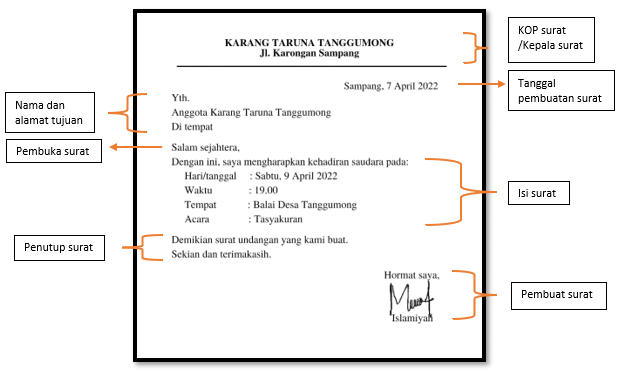 KOP surat
/Kepala surat
KARANG TARUNA TANGGUMONG
Jl. Karongan Sampang
Sampang, 7 April 2022
Tanggal
pembuatan surat
Nama dan
alamat tujuan
Yth.
Anggota Karang Taruna Tanggumong
Di tempat
Pembuka surat
Salam sejahtera,
Dengan ini, saya mengharapkan kehadiran saudara pada:
Hari/tanggal : Sabtu, 9 April 2022
Waktu : 19.00
Tempat : Balai Desa Tanggumong
Acara : Tasyakuran
Isi surat
Penutup surat
Demikian surat undangan yang kami buat.
Sekian dan terimakasih.
Hormat saya,
Islamiyah
Pembuat surat